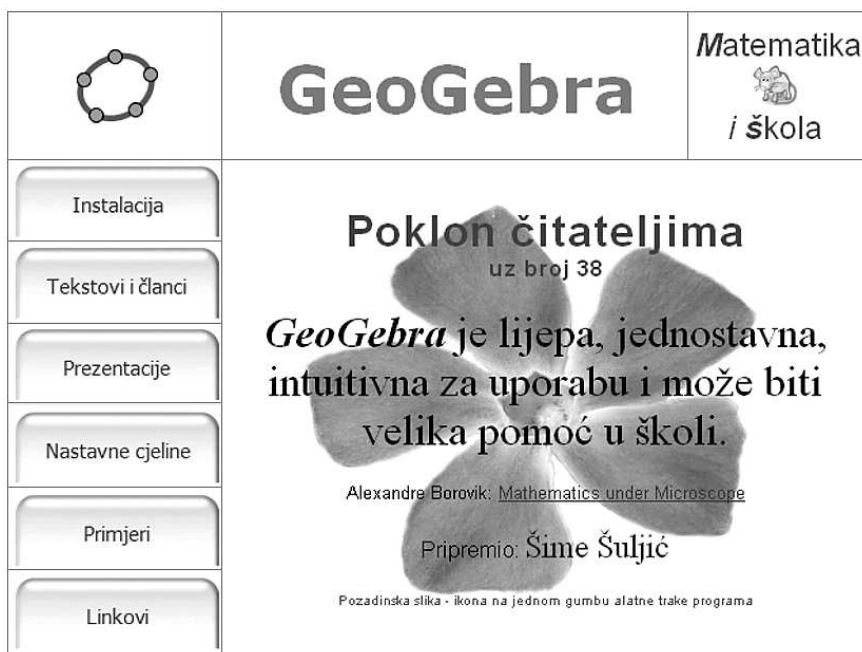 GeoGebra
Matematika
i škola
Instalacija
Tekstovi i članci
Prezentacije
Nastavne cjeline
Primjeri
Linkovi
Poklon čitateljima
uz broj 38
GeoGebra je lijepa, jednostavna,
intuitivna za uporabu i može biti
velika pomoć u školi.
Alexandre Borovik: Mathematics under Microscope
Pripremio: Šime Šuljić
Pozadinska slika - ikona na jednom gumbu alatne trake programa